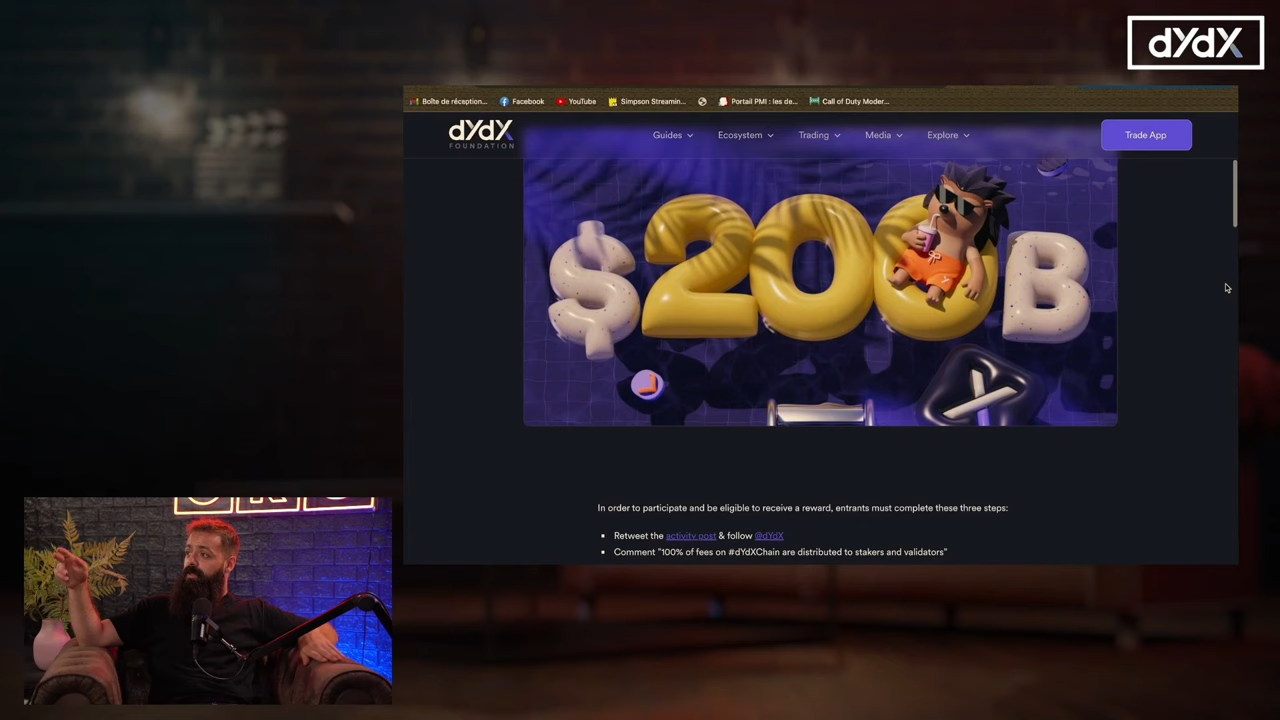 dYdX
Boîte de réception...
Facebook
YouTube
Simpson Streamin...
Portail PMI : les de...
Call of Duty Moder...
dYdX
FOUNDATION
Guides
Ecosystem
Trading
Media
Explore
Trade App
$200B
X
In order to participate and be eligible to receive a reward, entrants must complete these three steps:
Retweet the activity post & follow @dYdX
Comment "100% of fees on #dYdXChain are distributed to stakers and validators"